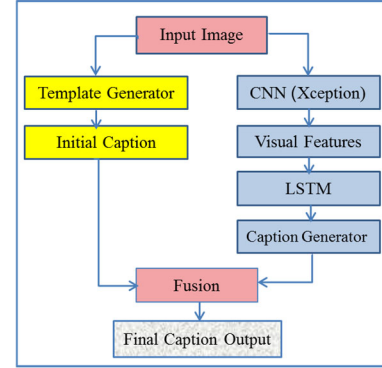 Input Image
Template Generator
Initial Caption
CNN (Xception)
Visual Features
LSTM
Caption Generator
Fusion
Final Caption Output